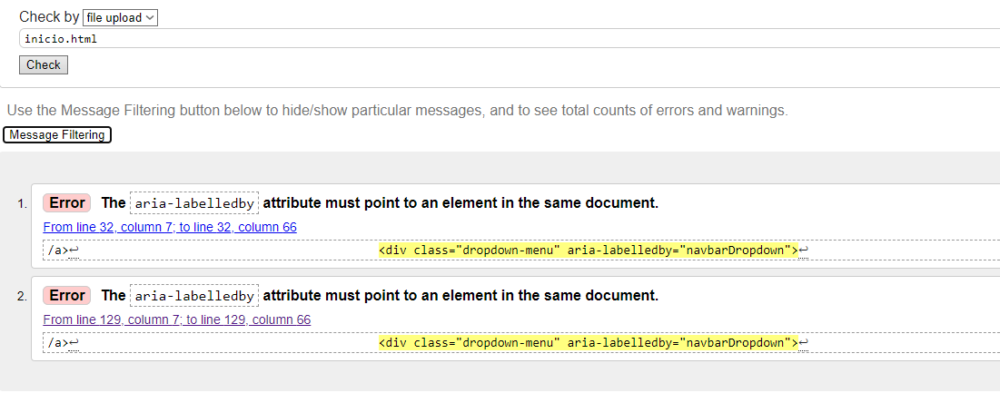 Check by file upload
inicio.html
Check
Use the Message Filtering button below to hide/show particular messages, and to see total counts of errors and warnings.
Message Filtering
1. Error The aria-labelledby attribute must point to an element in the same document.
From line 32, column 7; to line 32, column 66
/a>↩ <div class="dropdown-menu" aria-labelledby="navbarDropdown">↩
2. Error The aria-labelledby attribute must point to an element in the same document.
From line 129, column 7; to line 129, column 66
/a>↩ <div class="dropdown-menu" aria-labelledby="navbarDropdown">↩